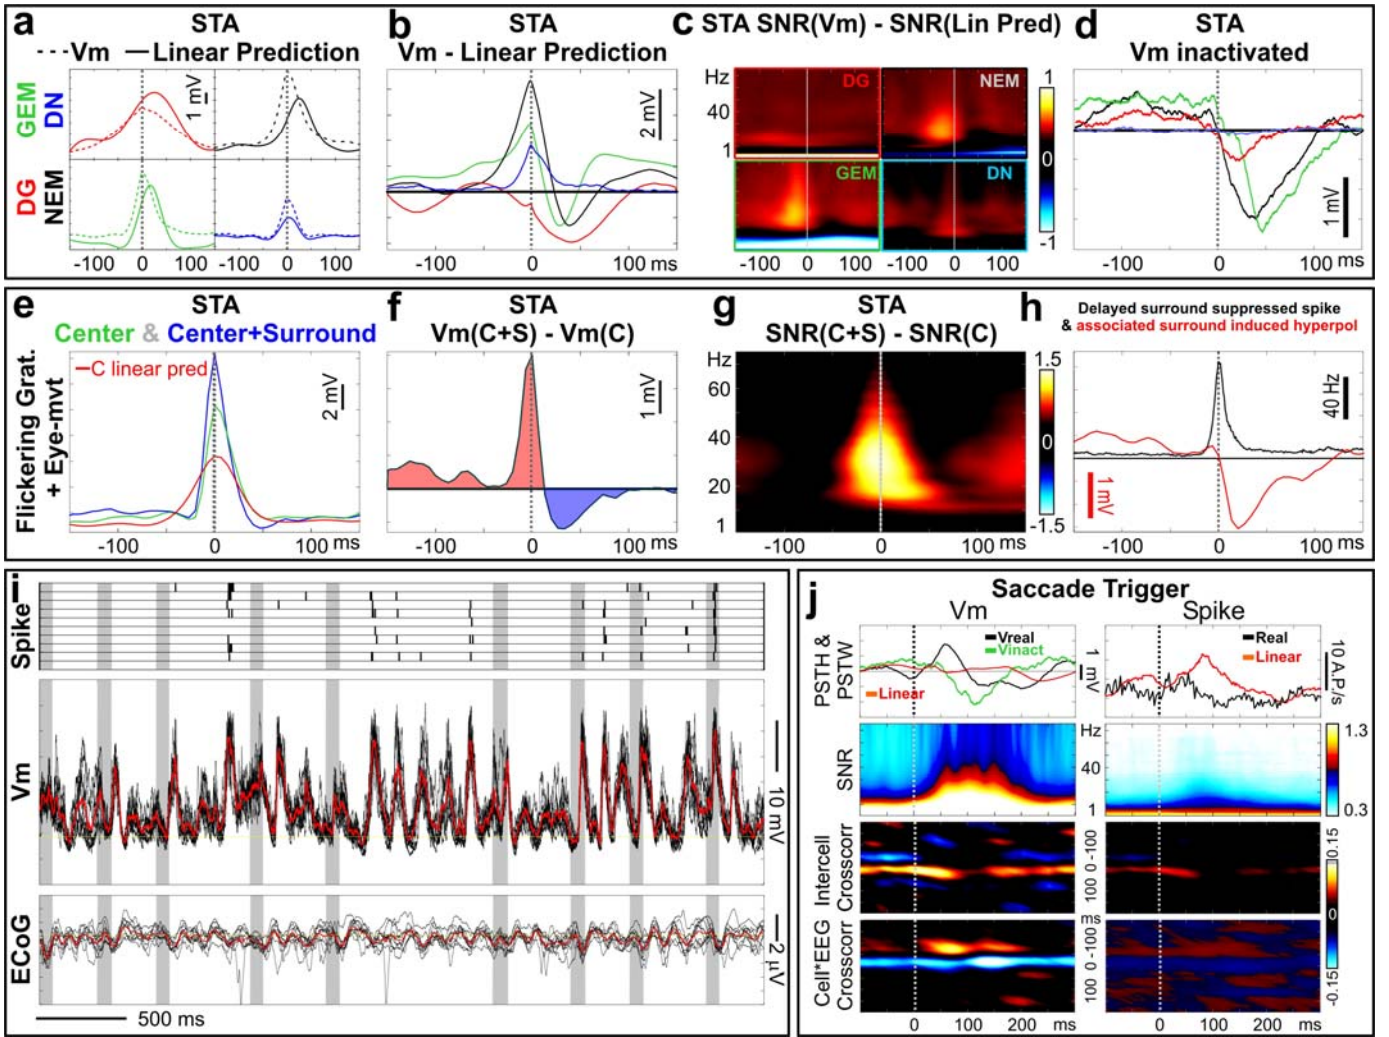 a STA
Vm Linear Prediction
GEM
DN
DG
NEM
1 mV
-100 0 100
-100 0 100
b STA
Vm - Linear Prediction
2 mV
-100 0 100 ms
c STA SNR(Vm) - SNR(Lin Pred)
Hz
40
1
DG
NEM
GEM
DN
1
0
-1
-100 0 100
-100 0 100
d STA
Vm inactivated
1 mV
-100 0 100 ms
e STA
Center & Center+Surround
Flickering Grat.
+ Eye-mvt
C linear pred
2 mV
-100 0 100 ms
f STA
Vm(C+S) - Vm(C)
1 mV
-100 0 100 ms
g STA
SNR(C+S) - SNR(C)
Hz
60
40
20
1
1.5
0
-1.5
-100 0 100
h Delayed surround suppressed spike
& associated surround induced hyperpol
40 Hz
1 mV
-100 0 100 ms
i
Spike
Vm
10 mV
ECoG
2 µV
500 ms
j Saccade Trigger
Vm Spike
PSTH &
PSTW
Vreal
Vinact
Linear
1 mV
Real
Linear
10 A.P./s
SNR
Hz
40
1
1.3
0.3
Intercell
Crosscorr
100 0 -100
0.15
Cell*EEG
Crosscorr
ms
100 0 -100
0
-0.15
0 100 200 ms
0 100 200 ms